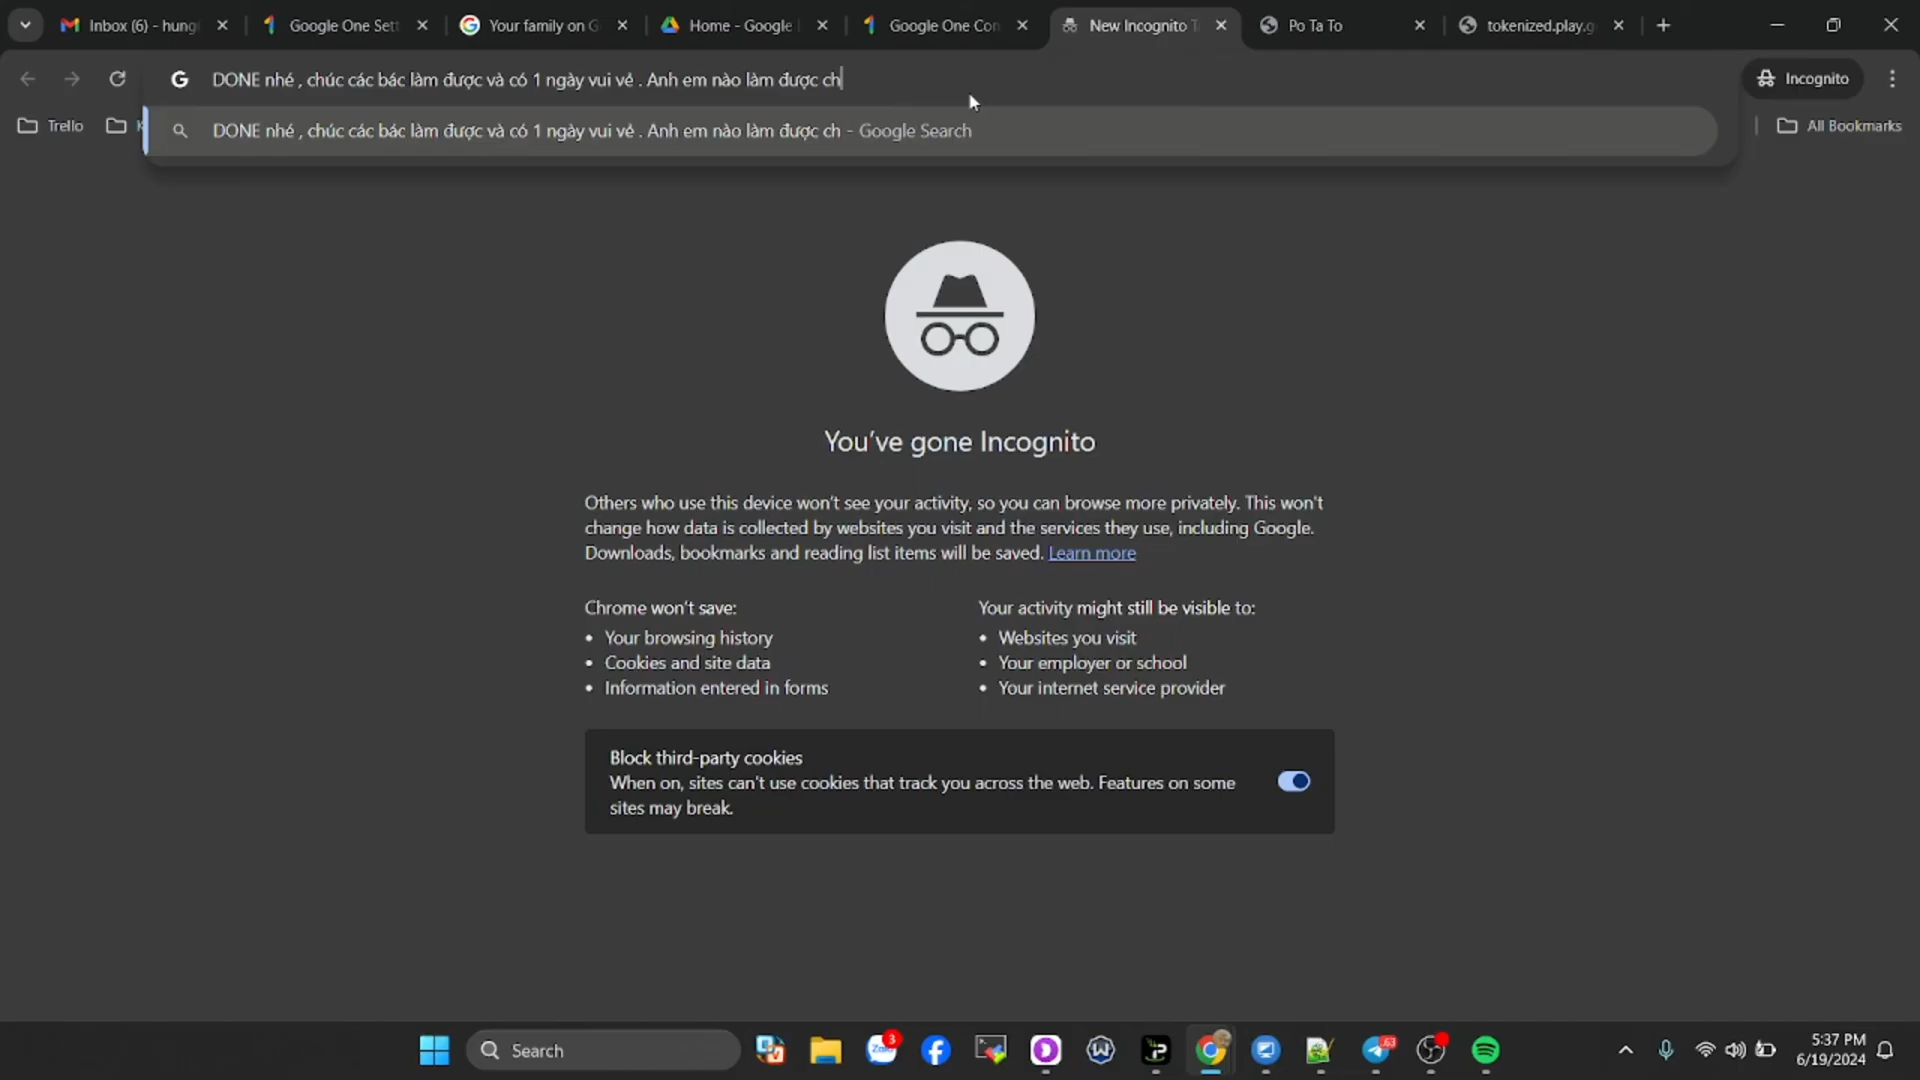 Inbox (6) - hung
Google One Sett
Your family on G
Home - Google
Google One Con
New Incognito T
Po Ta To
tokenized.play.g
DONE nhé , chúc các bác làm được và có 1 ngày vui vẻ . Anh em nào làm được ch
Incognito
Trello
DONE nhé , chúc các bác làm được và có 1 ngày vui vẻ . Anh em nào làm được ch - Google Search
All Bookmarks
You've gone Incognito
Others who use this device won't see your activity, so you can browse more privately. This won't
change how data is collected by websites you visit and the services they use, including Google.
Downloads, bookmarks and reading list items will be saved. Learn more
Chrome won't save:
• Your browsing history
• Cookies and site data
• Information entered in forms
Your activity might still be visible to:
• Websites you visit
• Your employer or school
• Your internet service provider
Block third-party cookies
When on, sites can't use cookies that track you across the web. Features on some
sites may break.
Search
Zalo
3
63
5:37 PM
6/19/2024